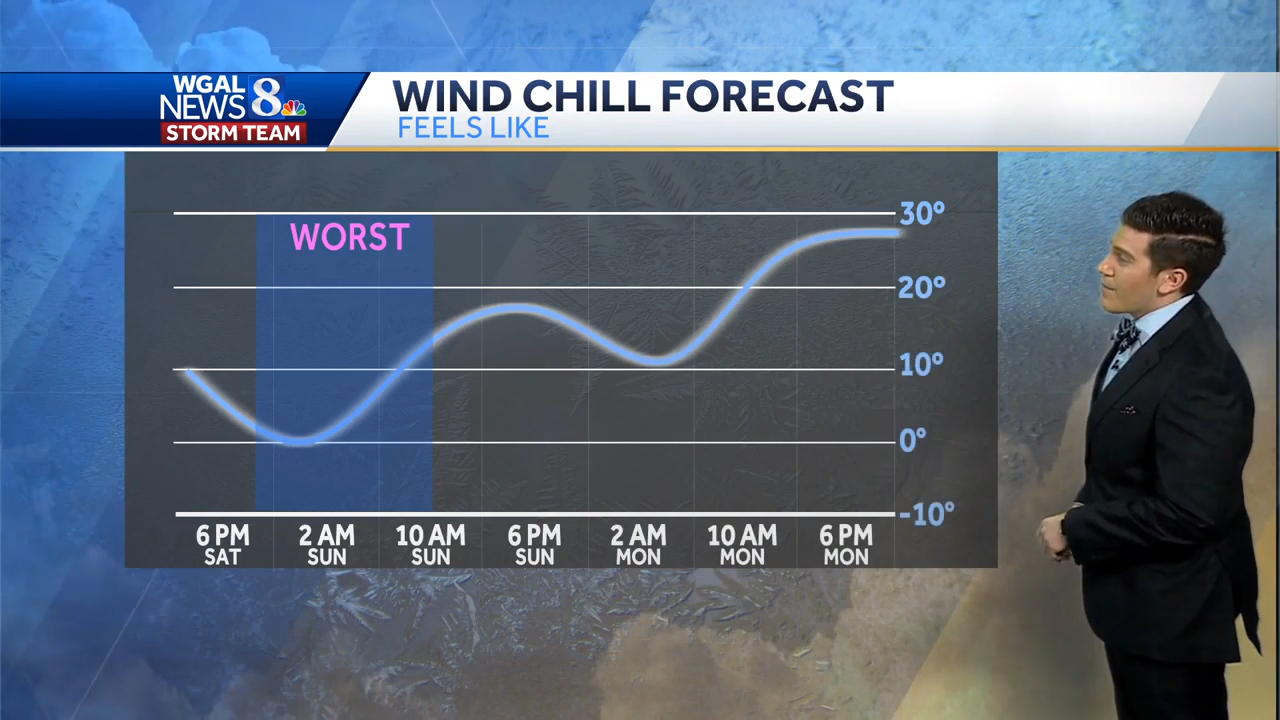 WGAL
NEWS 8
STORM TEAM
WIND CHILL FORECAST
FEELS LIKE
WORST
30°
20°
10°
0°
-10°
6 PM 2 AM 10 AM 6 PM 2 AM 10 AM 6 PM
SAT SUN SUN SUN MON MON MON